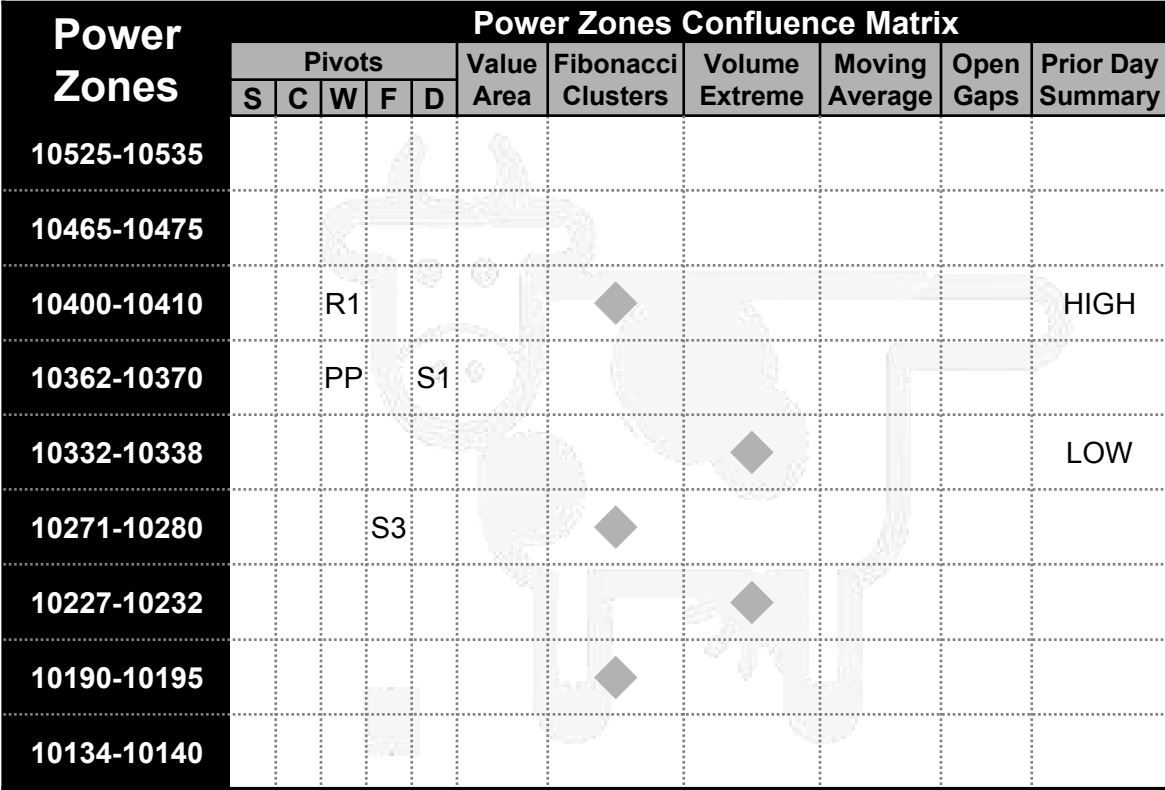 Power Zones
Power Zones Confluence Matrix
Pivots
Value Area
Fibonacci Clusters
Volume Extreme
Moving Average
Open Gaps
Prior Day Summary
S C W F D
10525-10535
10465-10475
10400-10410 R1 HIGH
10362-10370 PP S1
10332-10338 LOW
10271-10280 S3
10227-10232
10190-10195
10134-10140